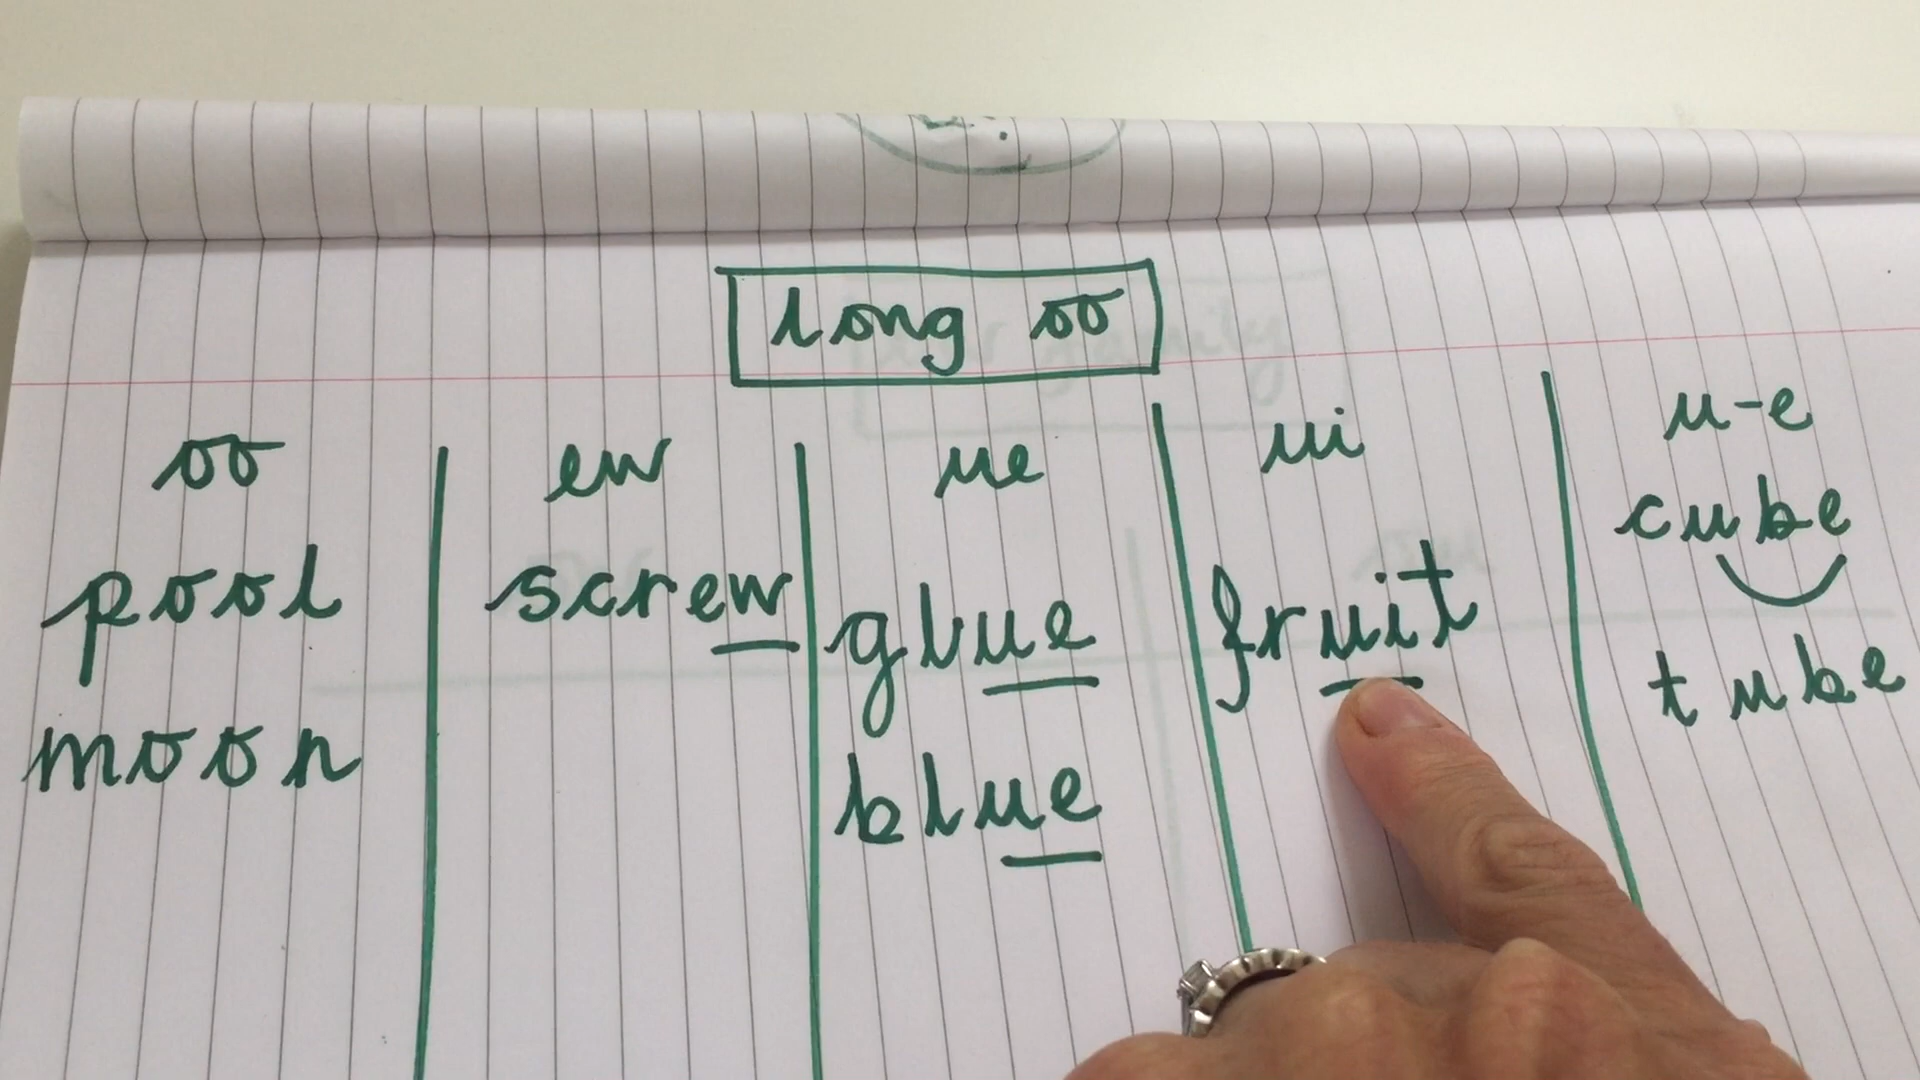 long oo
oo
pool
moon
ew
screw
ue
glue
blue
ui
fruit
u-e
cube
tube